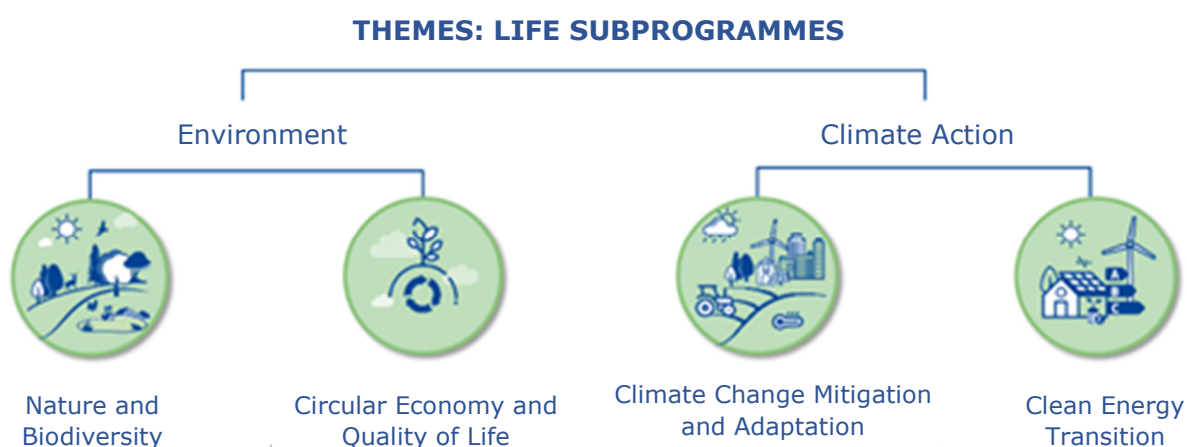 THEMES: LIFE SUBPROGRAMMES
Environment
Climate Action
A
B
C
Nature and
Biodiversity
Circular Economy and
Quality of Life
Climate Change Mitigation
and Adaptation
Clean Energy
Transition